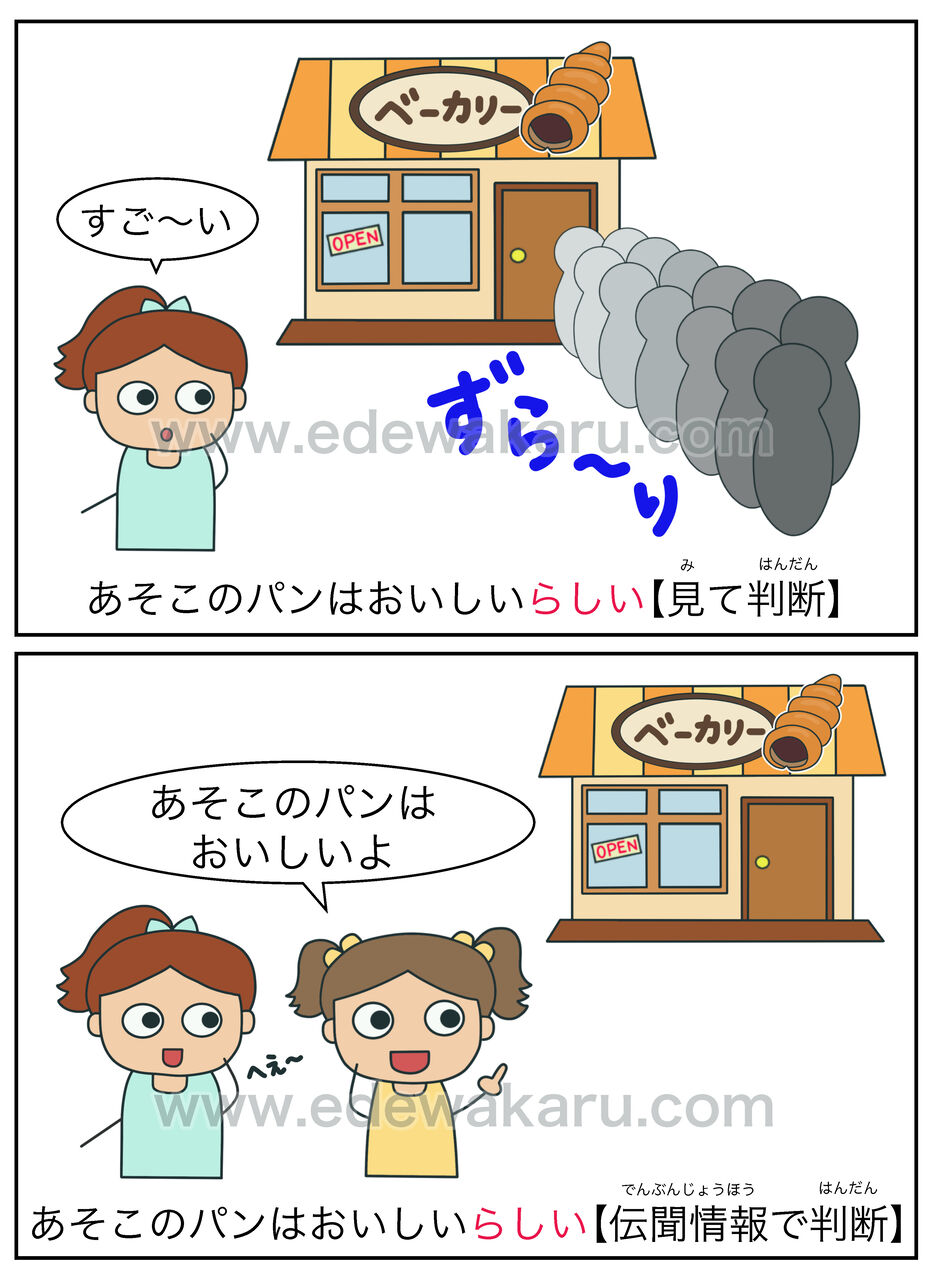 ベーカリー
すご〜い
OPEN
www.edewakaru.com
ずら〜り
み はんだん
あそこのパンはおいしいらしい【見て判断】
ベーカリー
あそこのパンは
おいしいよ
OPEN
へぇ〜
www.edewakaru.com
でんぶんじょうほう はんだん
あそこのパンはおいしいらしい【伝聞情報で判断】